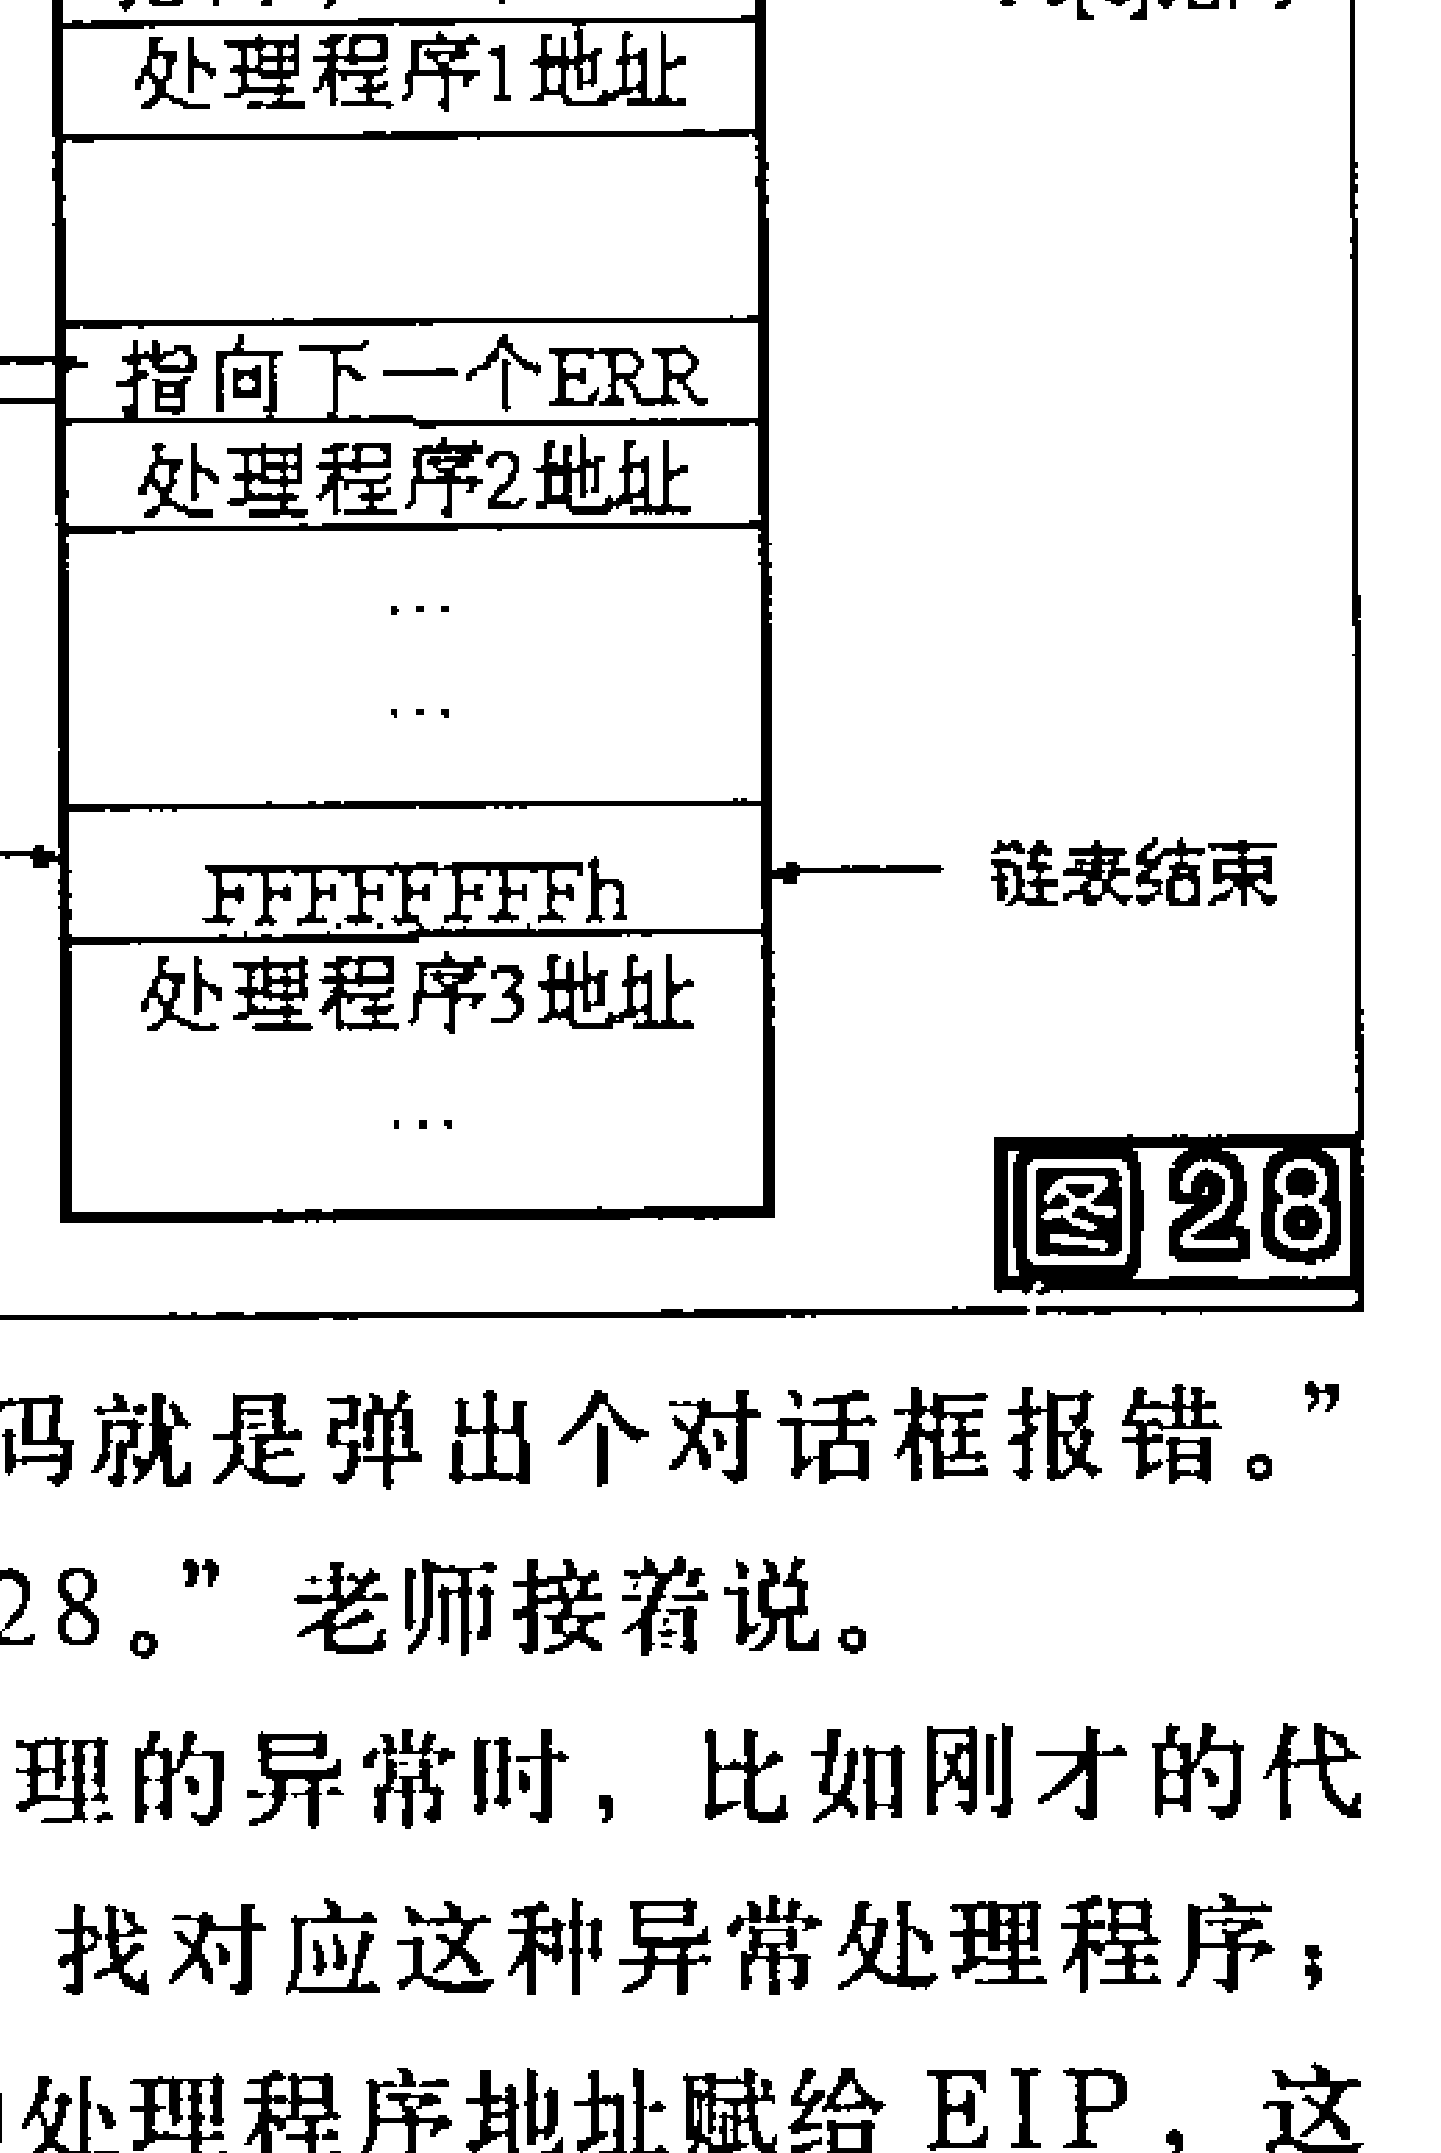 处理程序1地址
指向下一个ERR
处理程序2地址
...
...
FFFFFFFFh
链表结束
处理程序3地址
...
图 28
码就是弹出个对话框报错。”
28。” 老师接着说。
理的异常时，比如刚才的代
找对应这种异常处理程序；
处理程序地址赋给 EIP，这